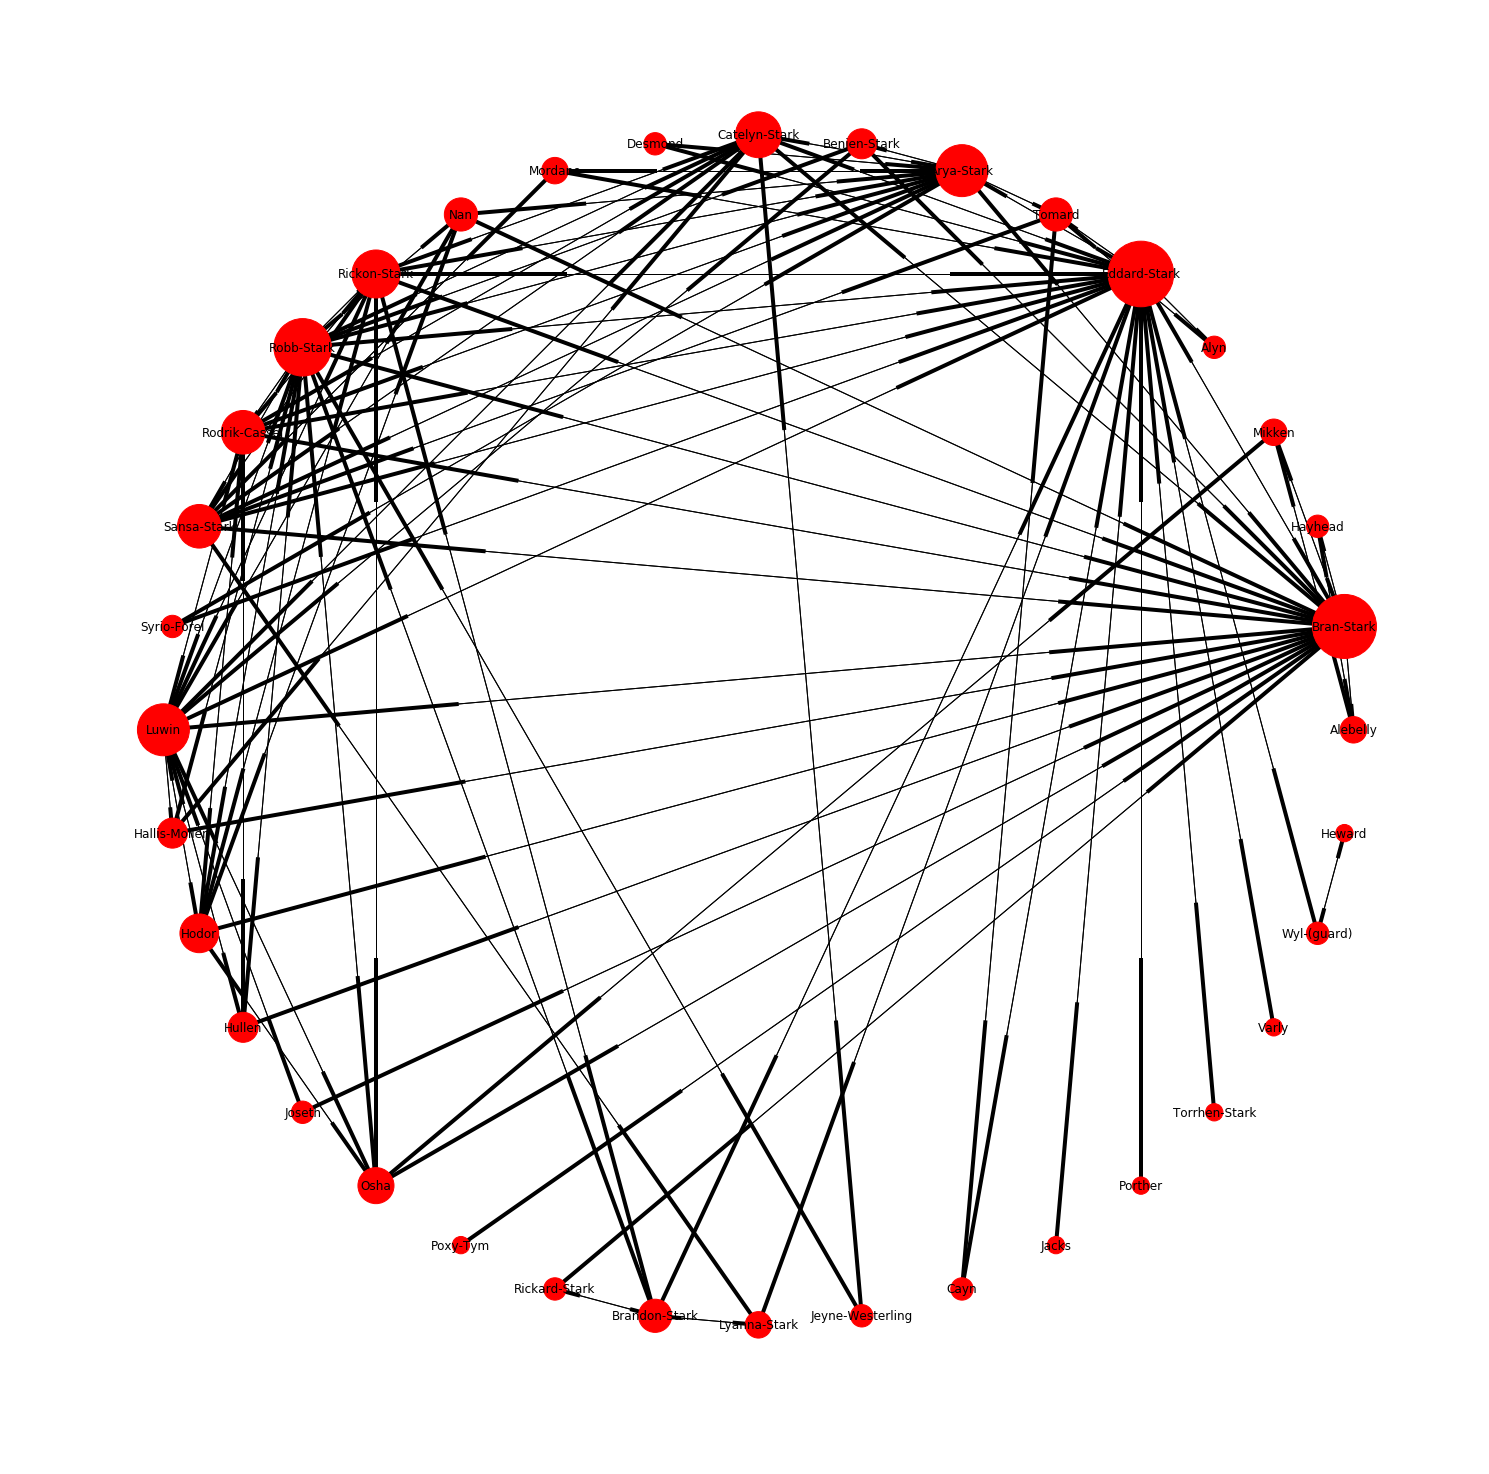 Catelyn-Stark
Desmond
Benjen-Stark
Mordane
Arya-Stark
Nan
Tomard
Rickon-Stark
Eddard-Stark
Robb-Stark
Alyn
Rodrik-Cassel
Mikken
Sansa-Stark
Hayhead
Syrio-Forel
Bran-Stark
Luwin
Alebelly
Hallis-Mollen
Heward
Hodor
Wyl-(guard)
Hullen
Varly
Joseth
Torrhen-Stark
Osha
Porther
Poxy-Tym
Jacks
Rickard-Stark
Cayn
Brandon-Stark
Lyanna-Stark
Jeyne-Westerling